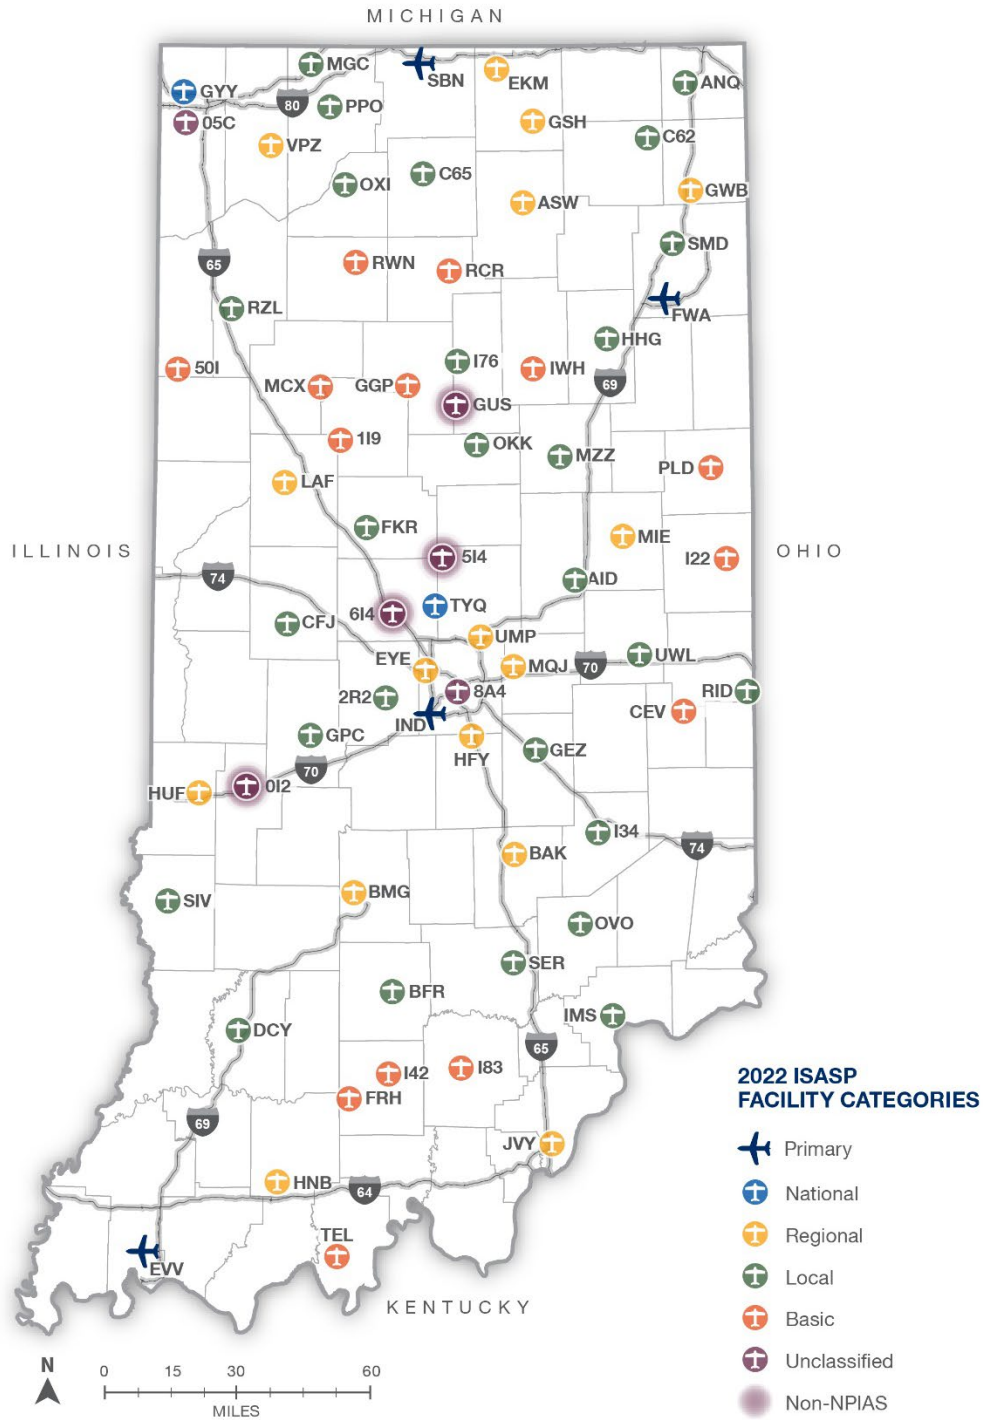 MICHIGAN
MGC
SBN
EKM
ANQ
GYY
80
PPO
05C
GSH
C62
VPZ
OXI
C65
GWB
ASW
SMD
65
RWN
RCR
RZL
FWA
HHG
50I
I76
IWH
69
MCX
GGP
GUS
1I9
OKK
MZZ
PLD
LAF
FKR
MIE
ILLINOIS
5I4
I22
OHIO
74
AID
6I4
TYQ
CFJ
UMP
EYE
MQJ
70
UWL
2R2
8A4
RID
IND
CEV
GPC
HFY
GEZ
70
HUF
0I2
I34
74
BAK
BMG
SIV
OVO
SER
BFR
IMS
DCY
65
I42
I83
FRH
69
JVY
HNB
64
TEL
EVV
KENTUCKY
2022 ISASP
FACILITY CATEGORIES
Primary
National
Regional
Local
Basic
Unclassified
Non-NPIAS
N
0 15 30 60
MILES